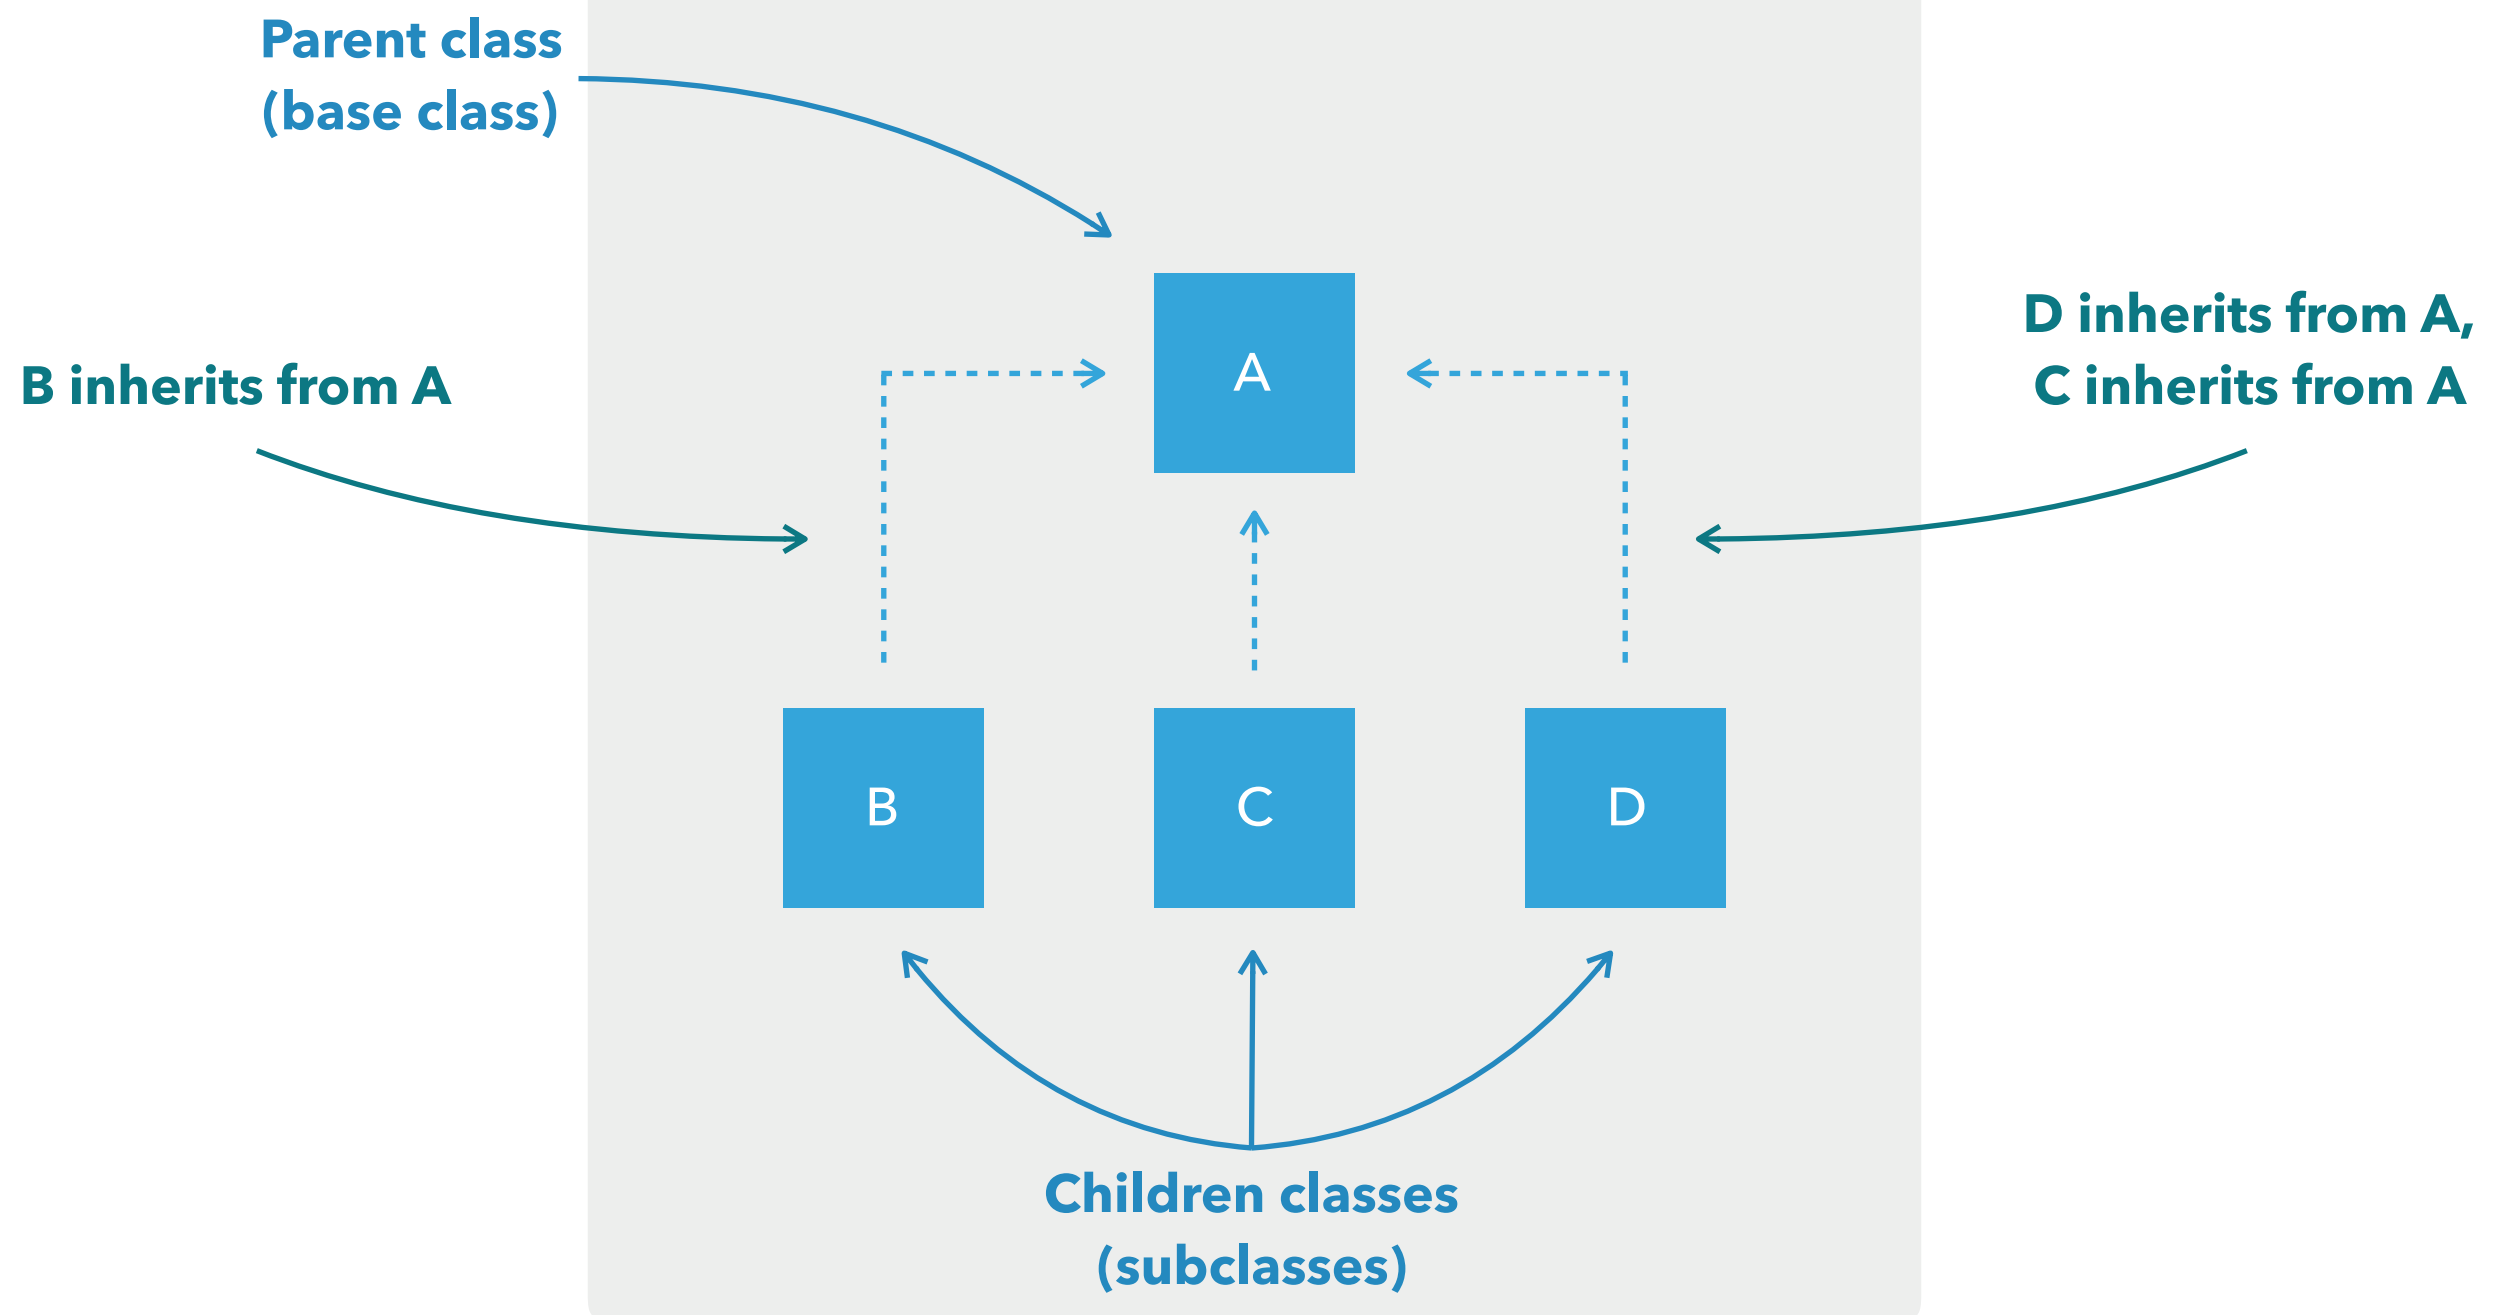 Parent class
(base class)
D inherits from A,
C inherits from A
B inherits from A
A
B
C
D
Children classes
(subclasses)